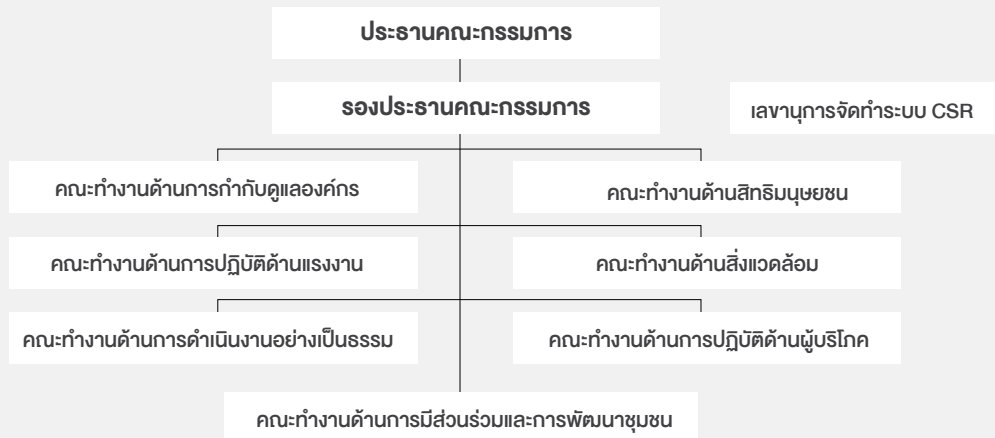 ประธานคณะกรรมการ
รองประธานคณะกรรมการ
เลขานุการจัดทำระบบ CSR
คณะทำงานด้านการกำกับดูแลองค์กร
คณะทำงานด้านสิทธิมนุษยชน
คณะทำงานด้านการปฏิบัติด้านแรงงาน
คณะทำงานด้านสิ่งแวดล้อม
คณะทำงานด้านการดำเนินงานอย่างเป็นธรรม
คณะทำงานด้านการปฏิบัติด้านผู้บริโภค
คณะทำงานด้านการมีส่วนร่วมและการพัฒนาชุมชน